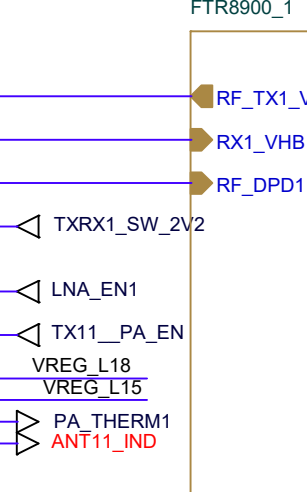 FTR8900_1
RF_TX1_V
RX1_VHB
RF_DPD1
TXRX1_SW_2V2
LNA_EN1
TX11__PA_EN
VREG_L18
VREG_L15
PA_THERM1
ANT11_IND